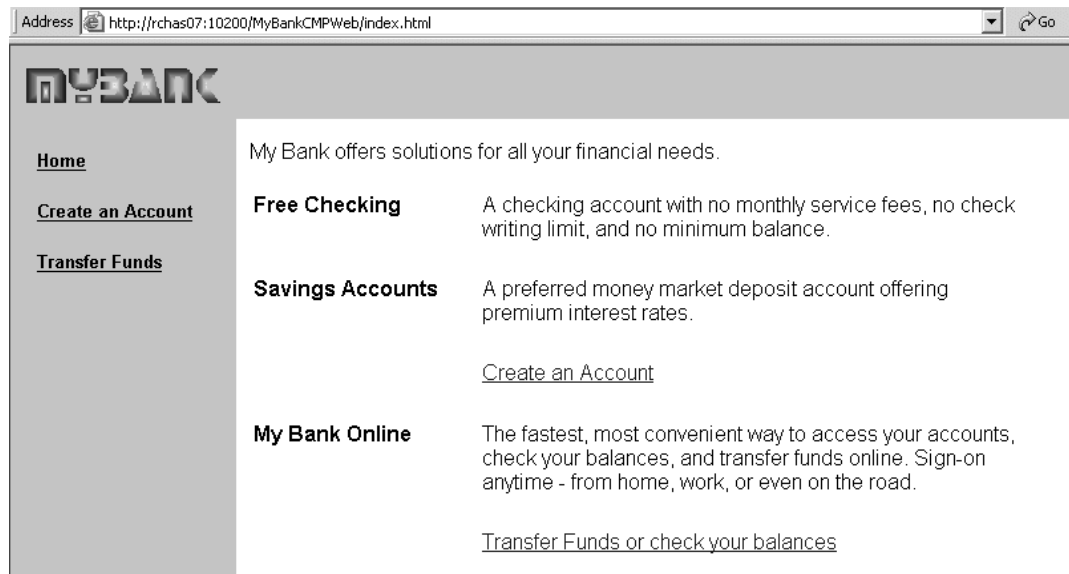 Address http://rchas07:10200/MyBankCMPWeb/index.html Go
MYBANK
Home
Create an Account
Transfer Funds
My Bank offers solutions for all your financial needs.
Free Checking
A checking account with no monthly service fees, no check
writing limit, and no minimum balance.
Savings Accounts
A preferred money market deposit account offering
premium interest rates.
Create an Account
My Bank Online
The fastest, most convenient way to access your accounts,
check your balances, and transfer funds online. Sign-on
anytime - from home, work, or even on the road.
Transfer Funds or check your balances